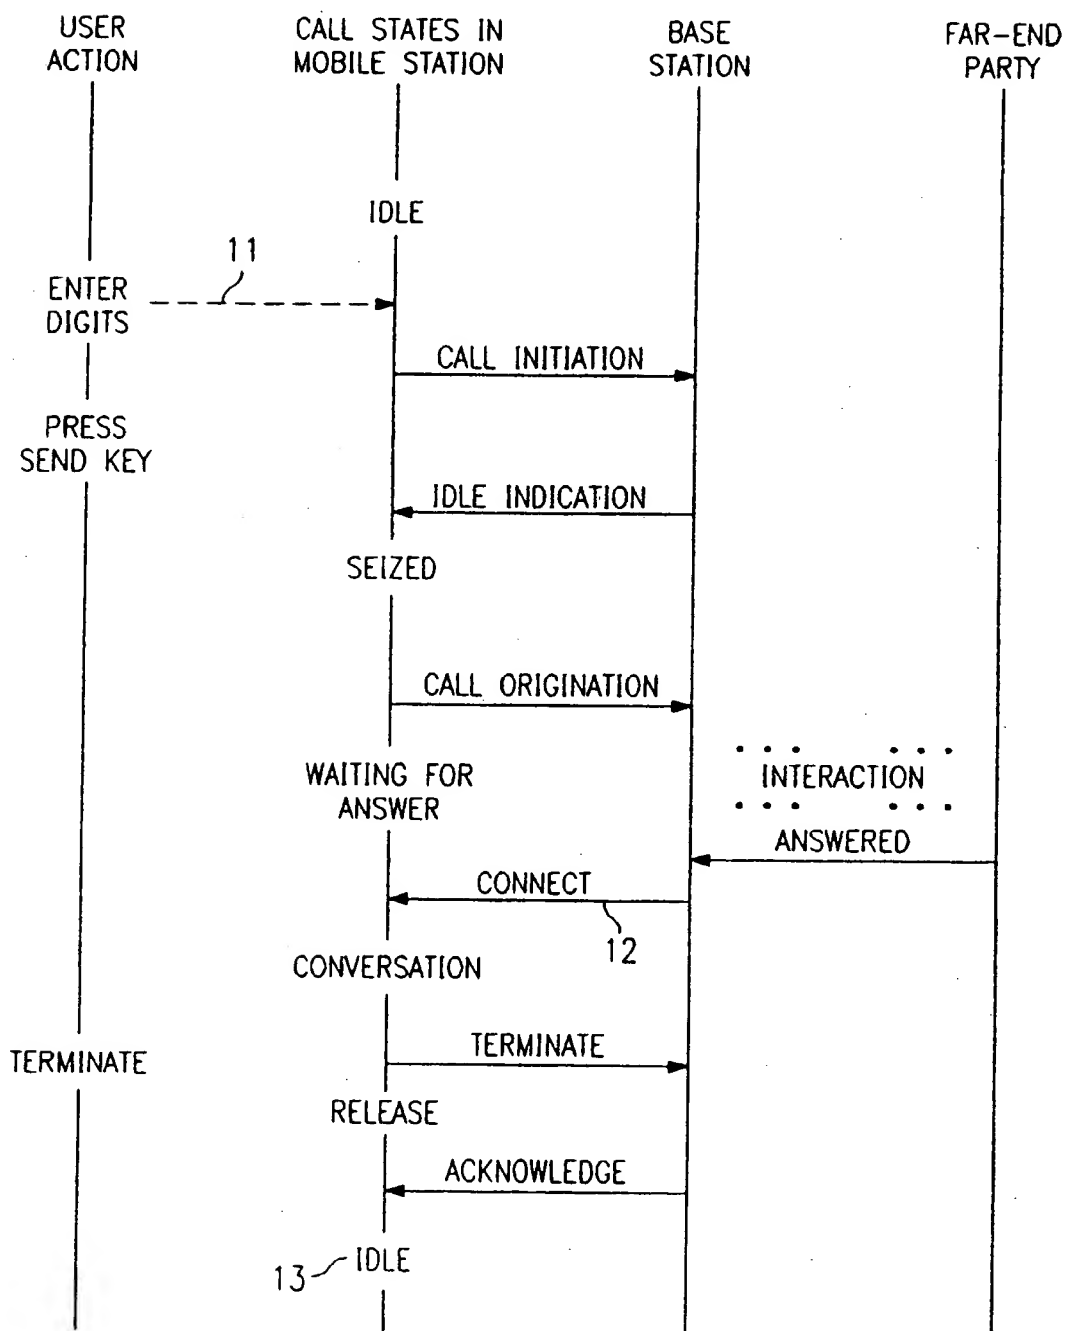 USER
ACTION
CALL STATES IN
MOBILE STATION
BASE
STATION
FAR-END
PARTY
IDLE
11
ENTER
DIGITS
CALL INITIATION
PRESS
SEND KEY
IDLE INDICATION
SEIZED
CALL ORIGINATION
WAITING FOR
ANSWER
INTERACTION
ANSWERED
CONNECT
12
CONVERSATION
TERMINATE
TERMINATE
RELEASE
ACKNOWLEDGE
13
IDLE